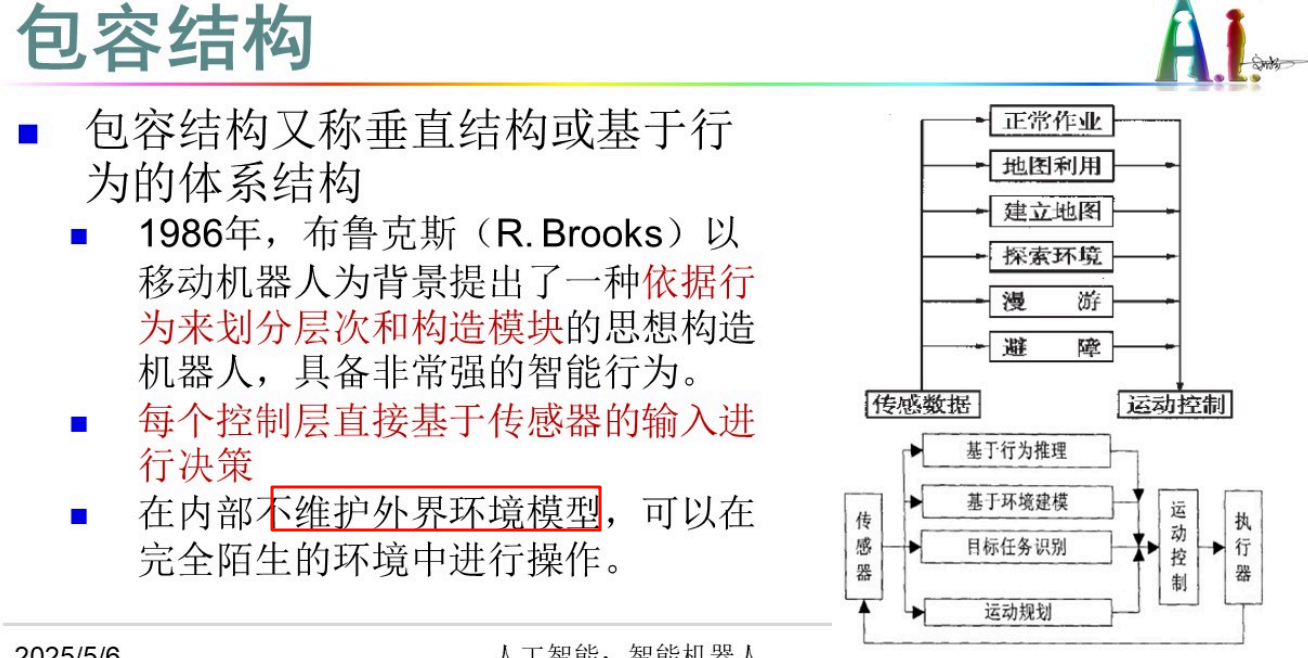 包容结构
A.I.
包容结构又称垂直结构或基于行
为的体系结构
1986年，布鲁克斯（R. Brooks）以
移动机器人为背景提出了一种依据行
为来划分层次和构造模块的思想构造
机器人，具备非常强的智能行为。
每个控制层直接基于传感器的输入进
行决策
在内部不维护外界环境模型，可以在
完全陌生的环境中进行操作。
正常作业
地图利用
建立地图
探索环境
漫 游
避 障
传感数据
运动控制
基于行为推理
基于环境建模
目标任务识别
运动规划
传感器
运动控制
执行器
2025/5/6
人工智能：智能机器人